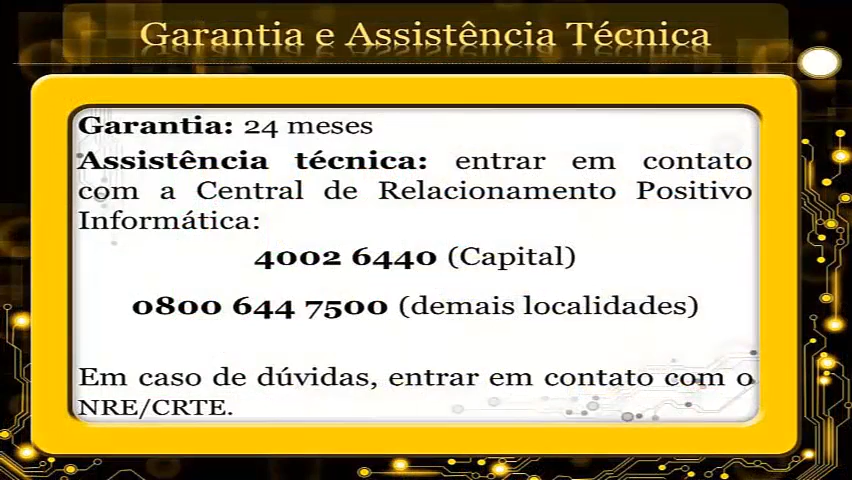 Garantia e Assistência Técnica
Garantia: 24 meses
Assistência técnica: entrar em contato
com a Central de Relacionamento Positivo
Informática:
4002 6440 (Capital)
0800 644 7500 (demais localidades)
Em caso de dúvidas, entrar em contato com o
NRE/CRTE.